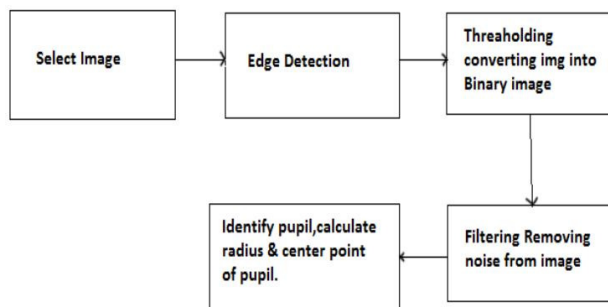 Select Image
Edge Detection
Threaholding
converting img into
Binary image
Filtering Removing
noise from image
Identify pupil,calculate
radius & center point
of pupil.